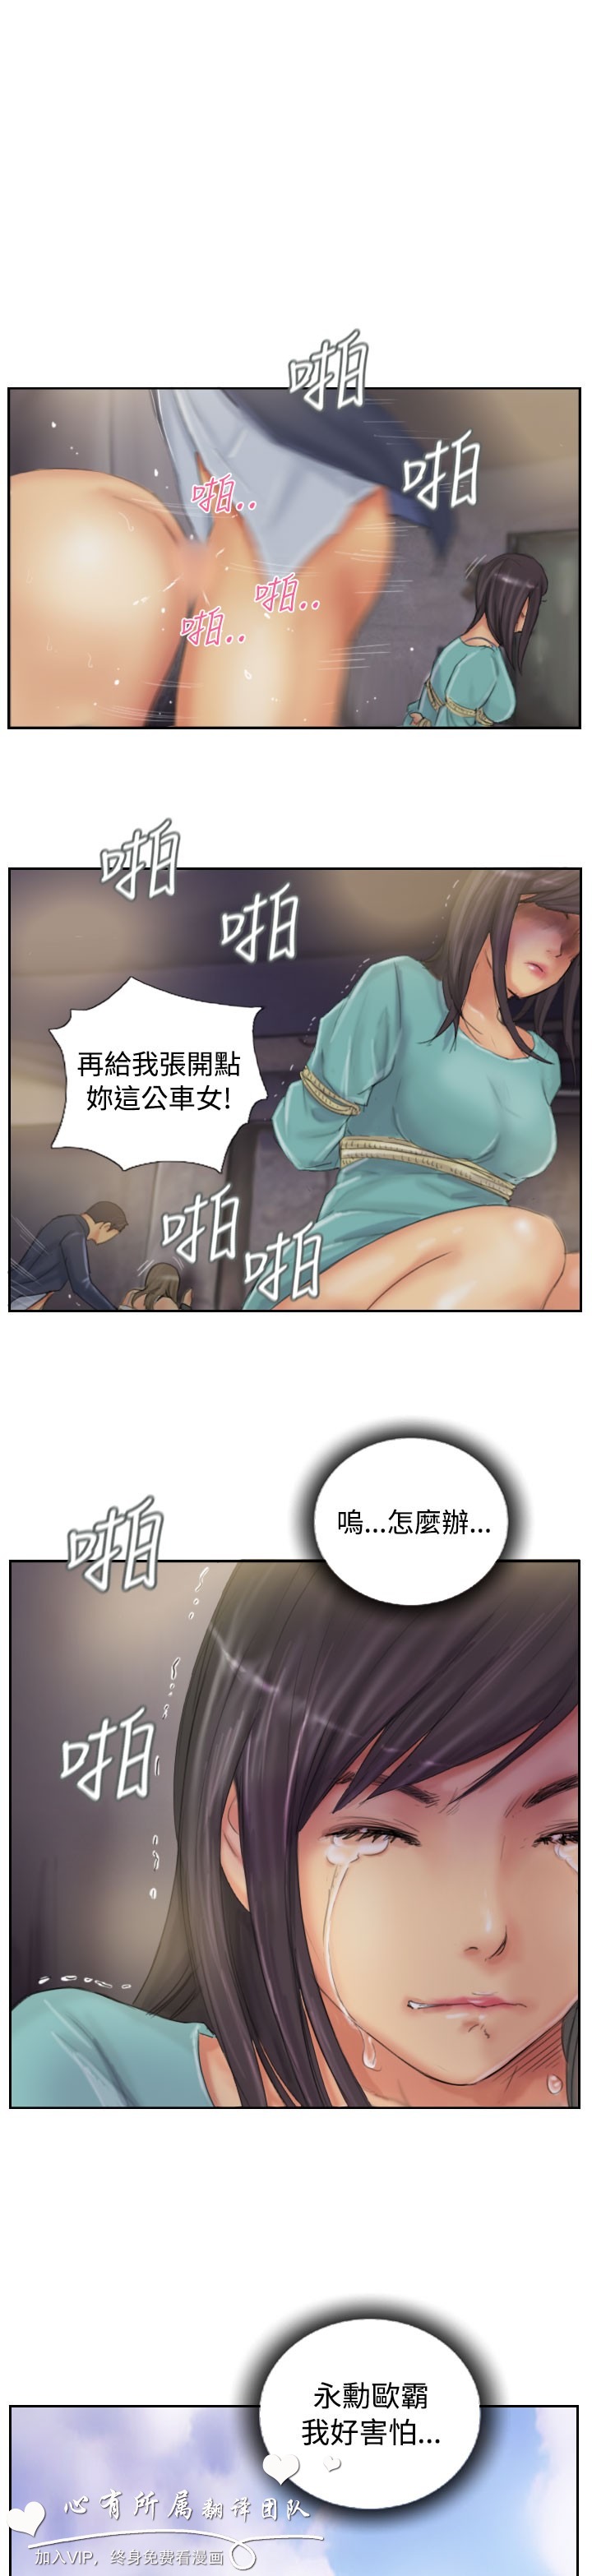 啪
啪
啪..
啪..
啪..
啪
啪
再給我張開點
妳這公車女!
啪
啪
嗚...怎麼辦...
啪
啪
永勳歐霸
我好害怕...
心有所属翻译团队
加入VIP，终身免费看漫画